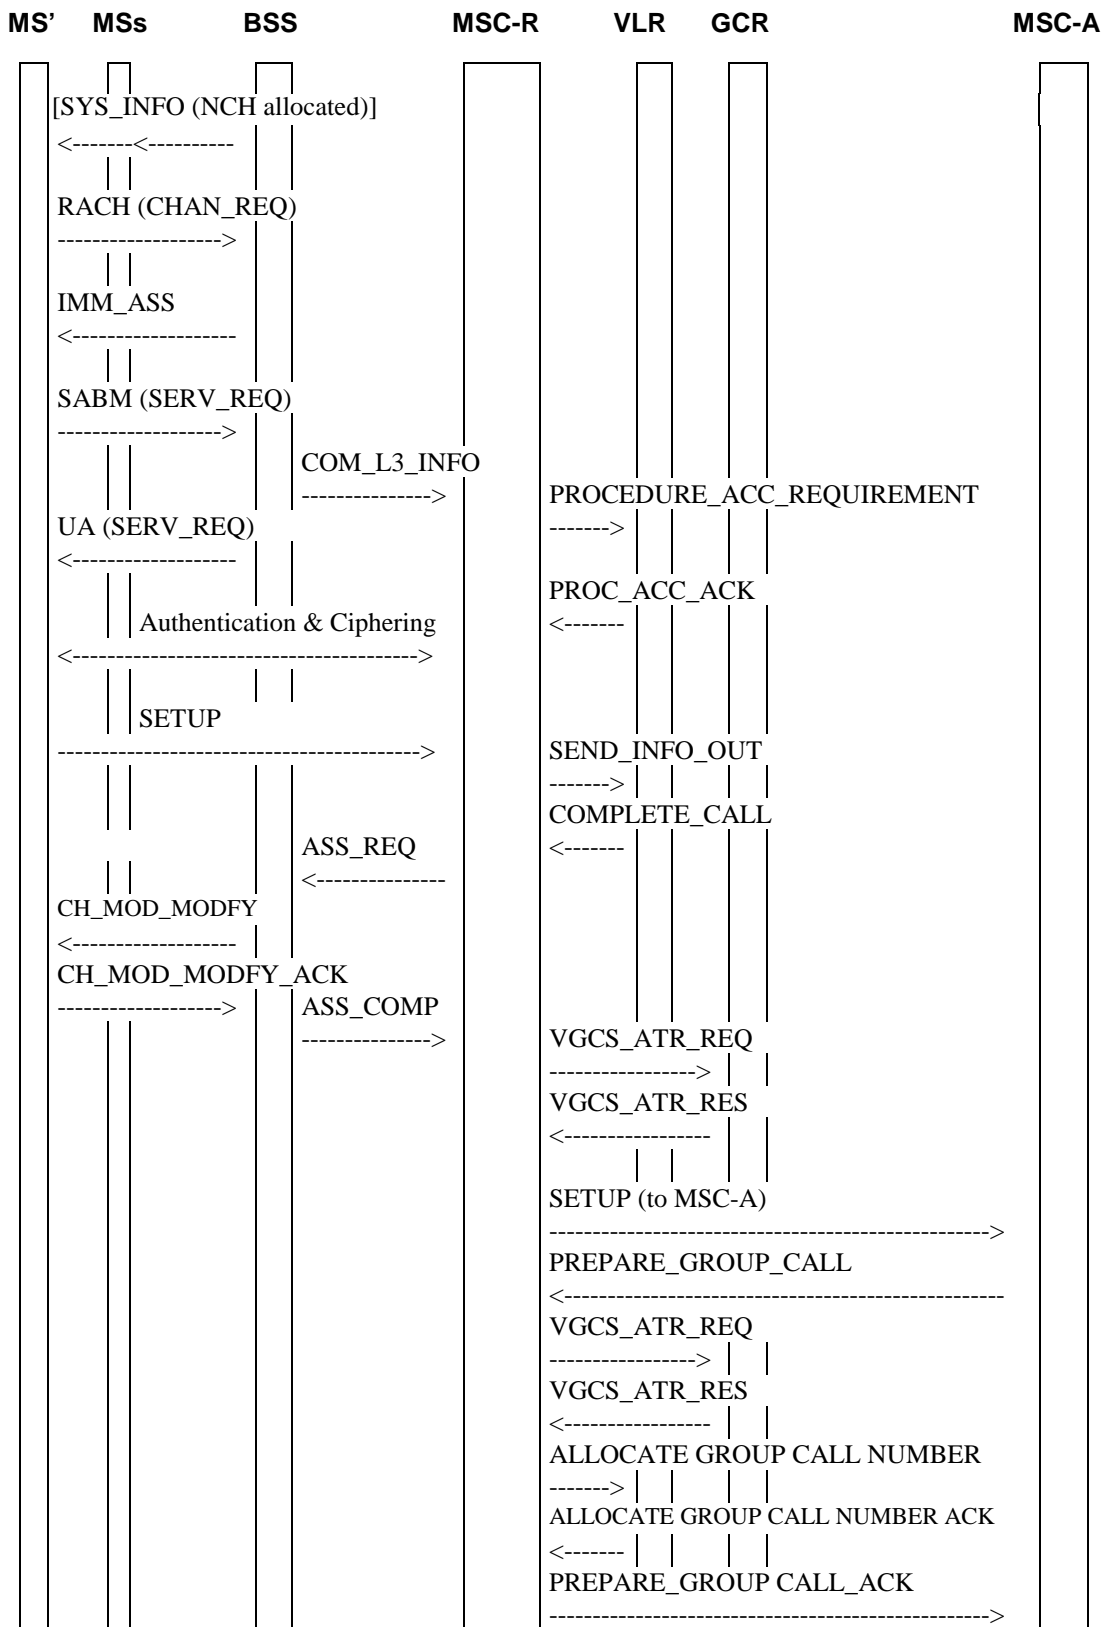 MS’ MSs BSS MSC-R VLR GCR MSC-A
[SYS_INFO (NCH allocated)]
<-------<----------
RACH (CHAN_REQ)
------------------->
IMM_ASS
<-------------------
SABM (SERV_REQ)
------------------->
COM_L3_INFO
---------------> PROCEDURE_ACC_REQUIREMENT
UA (SERV_REQ) ------->
<-------------------
PROC_ACC_ACK
Authentication & Ciphering <-------
<---------------------------------------->
SETUP
------------------------------------------> SEND_INFO_OUT
------->
COMPLETE_CALL
ASS_REQ <-------
<---------------
CH_MOD_MODFY
<-------------------
CH_MOD_MODFY_ACK
-------------------> ASS_COMP
---------------> VGCS_ATR_REQ
----------------->
VGCS_ATR_RES
<-----------------
SETUP (to MSC-A)
--------------------------------------------------->
PREPARE_GROUP_CALL
<---------------------------------------------------
VGCS_ATR_REQ
----------------->
VGCS_ATR_RES
<-----------------
ALLOCATE GROUP CALL NUMBER
------->
ALLOCATE GROUP CALL NUMBER ACK
<-------
PREPARE_GROUP CALL_ACK
--------------------------------------------------->